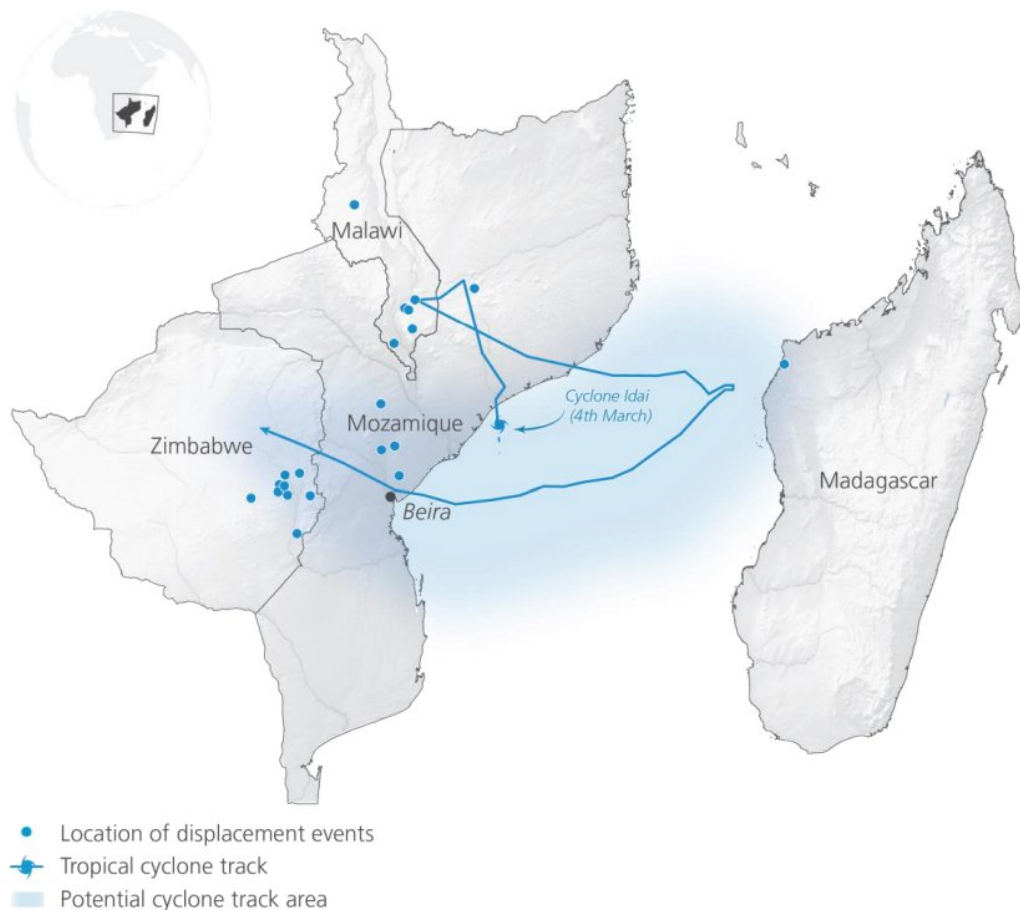 Malawi
Cyclone Idai
(4th March)
Mozamique
Zimbabwe
Madagascar
Beira
Location of displacement events
Tropical cyclone track
Potential cyclone track area